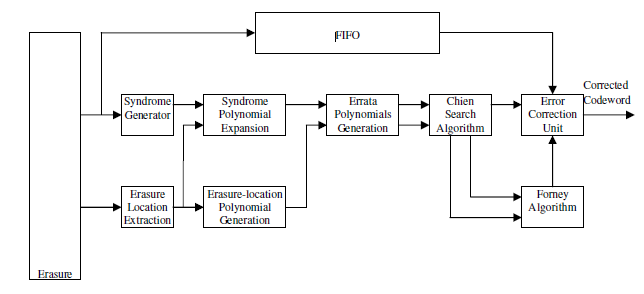 FIFO
Corrected
Codeword
Syndrome
Generator
Syndrome
Polynomial
Expansion
Errata
Polynomials
Generation
Chien
Search
Algorithm
Error
Correction
Unit
Erasure
Location
Extraction
Erasure-location
Polynomial
Generation
Forney
Algorithm
Erasure